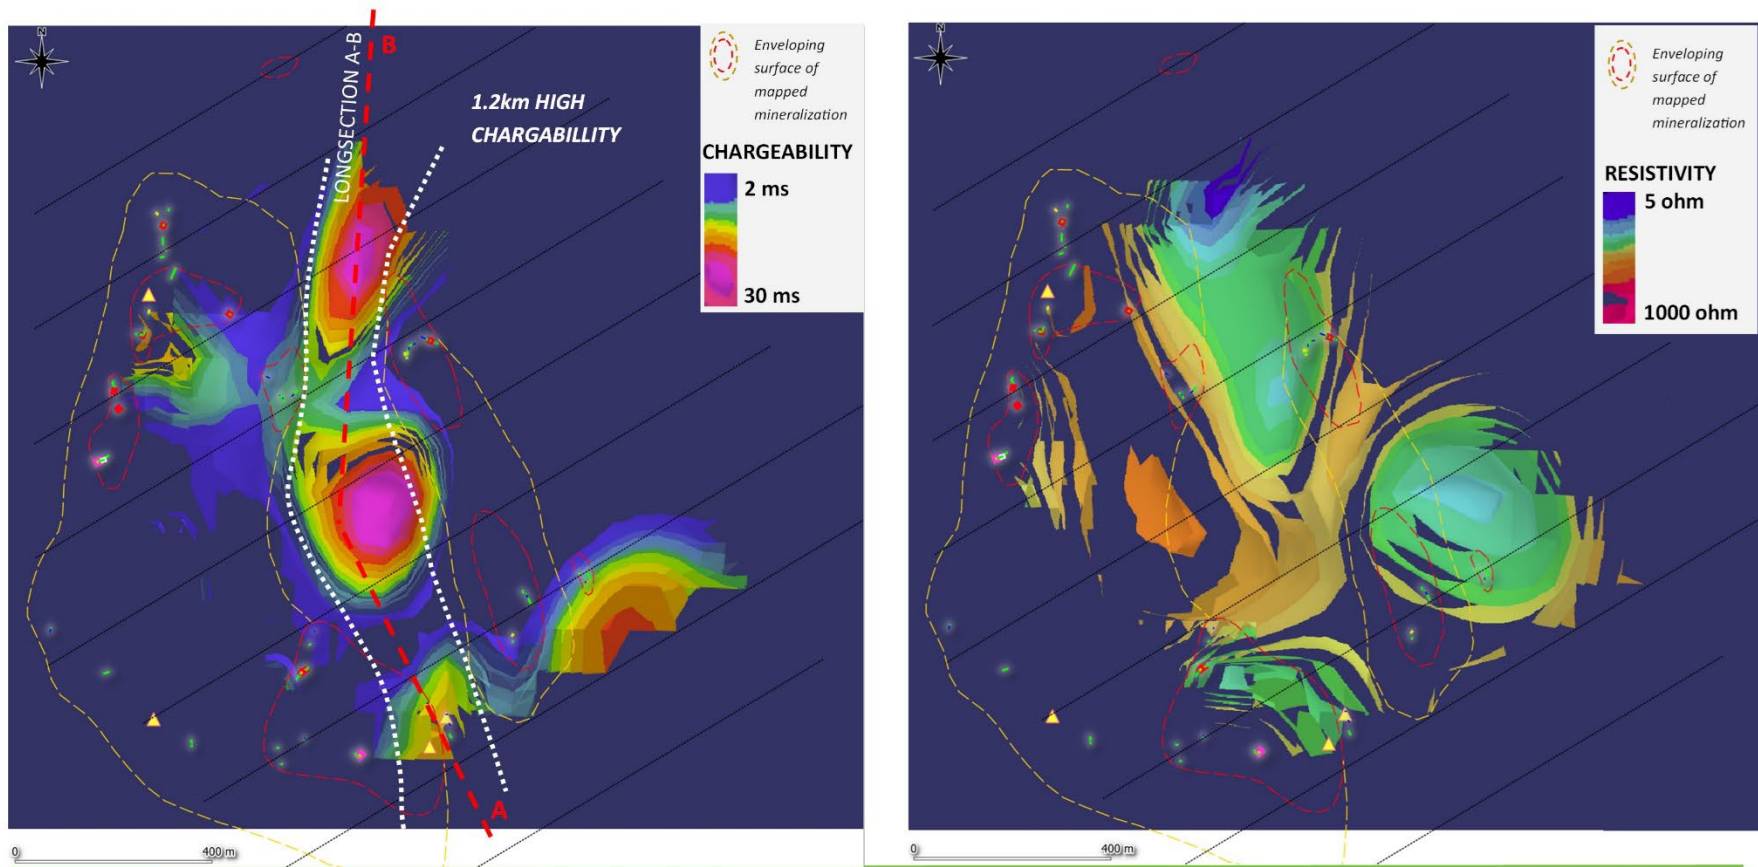 N
LONGSECTION A-B
B
1.2km HIGH
CHARGABILLITY
Enveloping
surface of
mapped
mineralization
CHARGEABILITY
2 ms
30 ms
A
0
400 m
N
Enveloping
surface of
mapped
mineralization
RESISTIVITY
5 ohm
1000 ohm
0
400 m